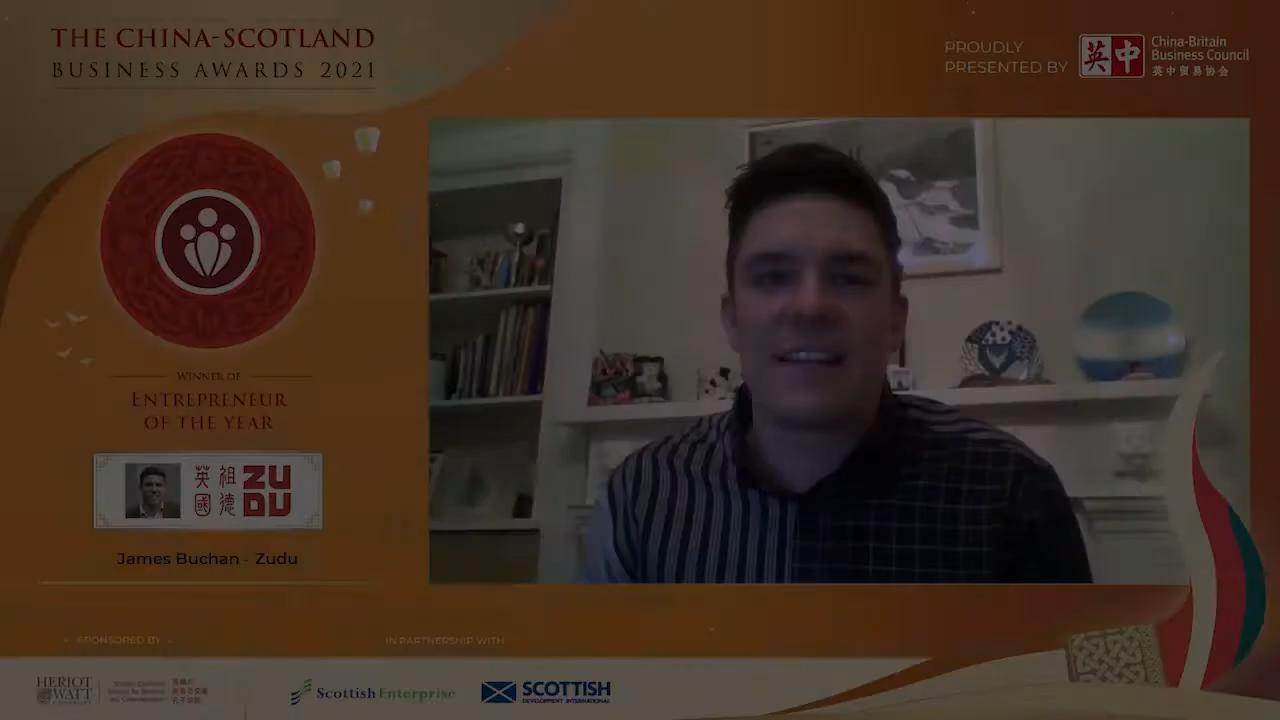 THE CHINA-SCOTLAND
BUSINESS AWARDS 2021
PROUDLY
PRESENTED BY
英中
China-Britain
Business Council
英中贸易协会
WINNER OF
ENTREPRENEUR
OF THE YEAR
英國
祖德
ZU
DU
James Buchan - Zudu
SPONSORED BY
IN PARTNERSHIP WITH
HERIOT
WATT
UNIVERSITY
Scottish Enterprise
SCOTTISH
DEVELOPMENT INTERNATIONAL